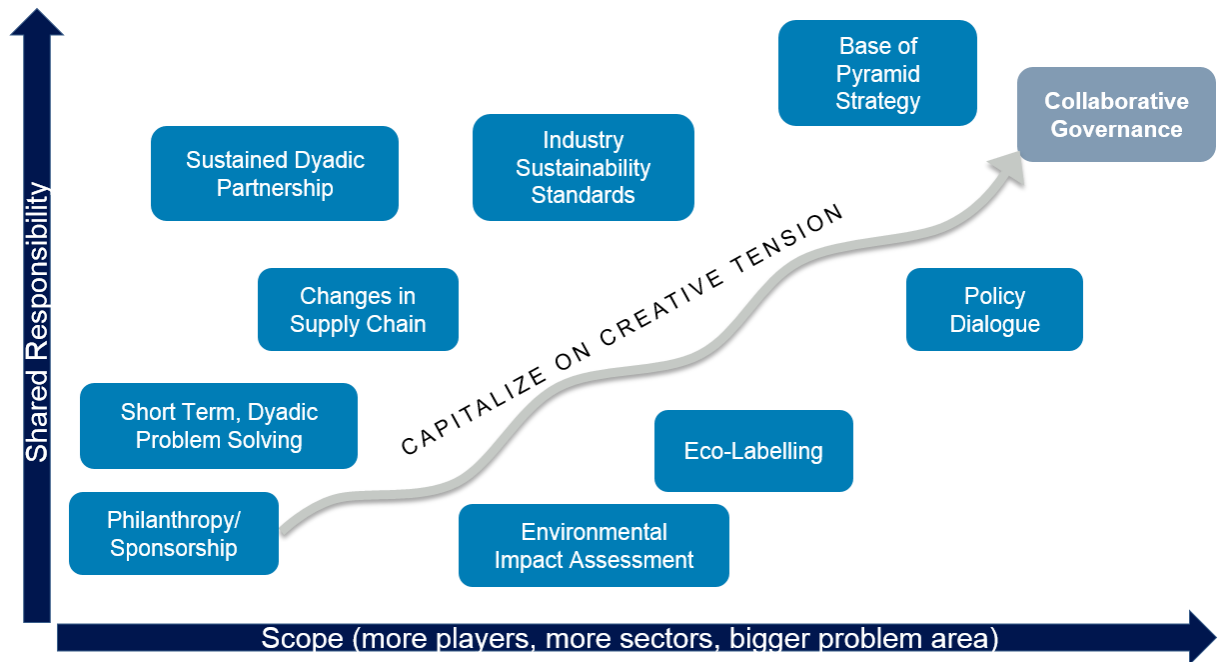 Base of
Pyramid
Strategy
Collaborative
Governance
Sustained Dyadic
Partnership
Industry
Sustainability
Standards
Changes in
Supply Chain
CAPITALIZE ON CREATIVE TENSION
Policy
Dialogue
Shared Responsibility
Short Term, Dyadic
Problem Solving
Eco-Labelling
Philanthropy/
Sponsorship
Environmental
Impact Assessment
Scope (more players, more sectors, bigger problem area)